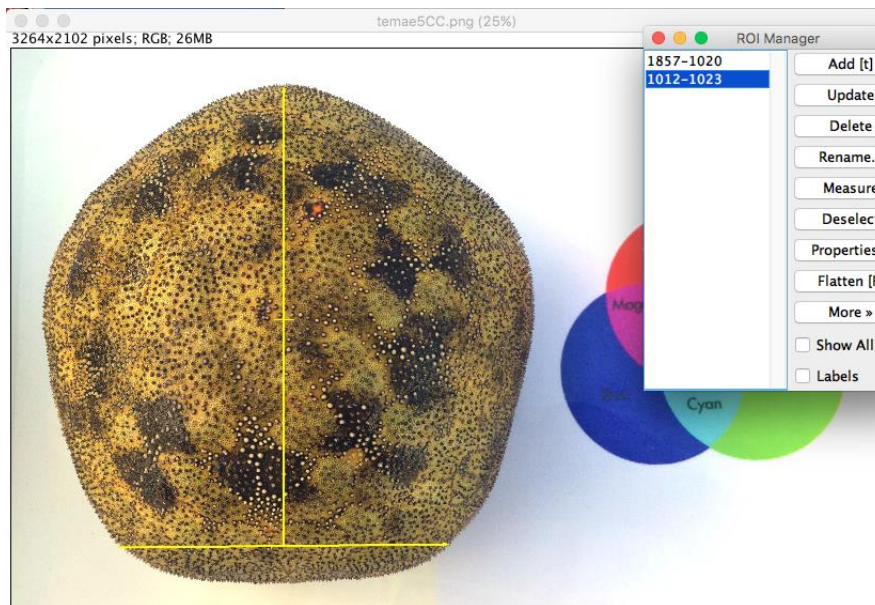 temae5CC.png (25%)
3264x2102 pixels; RGB; 26MB
ROI Manager
1857-1020
1012-1023
Add [t]
Update
Delete
Rename.
Measure
Deselect
Properties
Flatten [
More »
Show All
Labels
Mag
Cyan